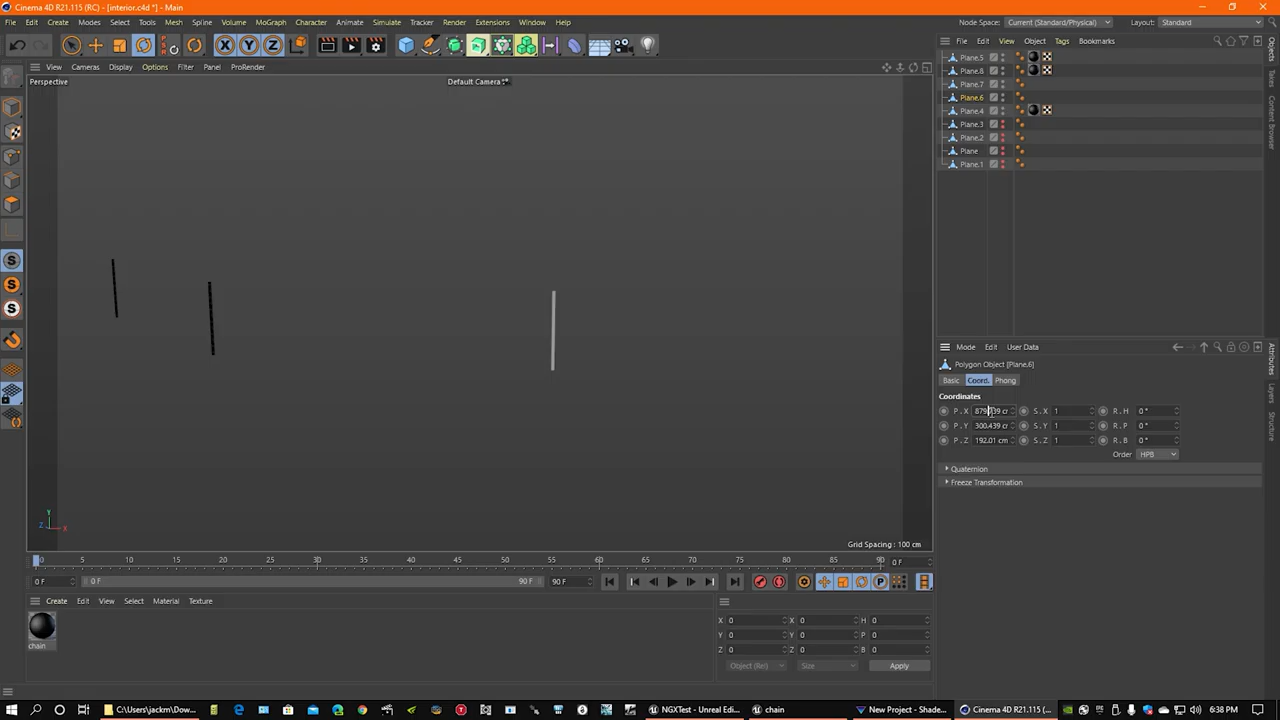 Cinema 4D R21.115 (RC) - [interior.c4d *] - Main
File Edit Create Modes Select Tools Mesh Spline Volume MoGraph Character Animate Simulate Tracker Render Extensions Window Help
Node Space: Current (Standard/Physical) Layout: Standard
X Y Z
View Cameras Display Options Filter Panel ProRender
Perspective
Default Camera
Y
Z X
Grid Spacing : 100 cm
File Edit View Object Tags Bookmarks
Plane.5
Plane.8
Plane.7
Plane.6
Plane.4
Plane.3
Plane.2
Plane
Plane.1
Objects
Takes
Content Browser
Mode Edit User Data
Polygon Object [Plane.6]
Basic Coord. Phong
Coordinates
P . X S . X 1 R . H 0 °
P . Y 300.439 cr S . Y 1 R . P 0 °
P . Z 192.01 cm S . Z 1 R . B 0 °
Order HPB
Quaternion
Freeze Transformation
Attributes
Layers
Structure
0 5 10 15 20 25 30 35 40 45 50 55 60 65 70 75 80 85 90 0 F
0 F 0 F 90 F 90 F
Create Edit View Select Material Texture
chain
X 0 X 0 H 0
Y 0 Y 0 P 0
Z 0 Z 0 B 0
Object (Rel) Size Apply
C:\Users\jackm\Dow... NGXTest - Unreal Edi... chain New Project - Shade... Cinema 4D R21.115 (... 6:38 PM